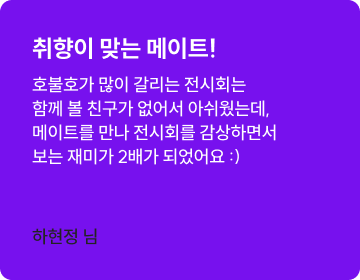 취향이 맞는 메이트!
호불호가 많이 갈리는 전시회는
함께 볼 친구가 없어서 아쉬웠는데,
메이트를 만나 전시회를 감상하면서
보는 재미가 2배가 되었어요 :)
하현정 님